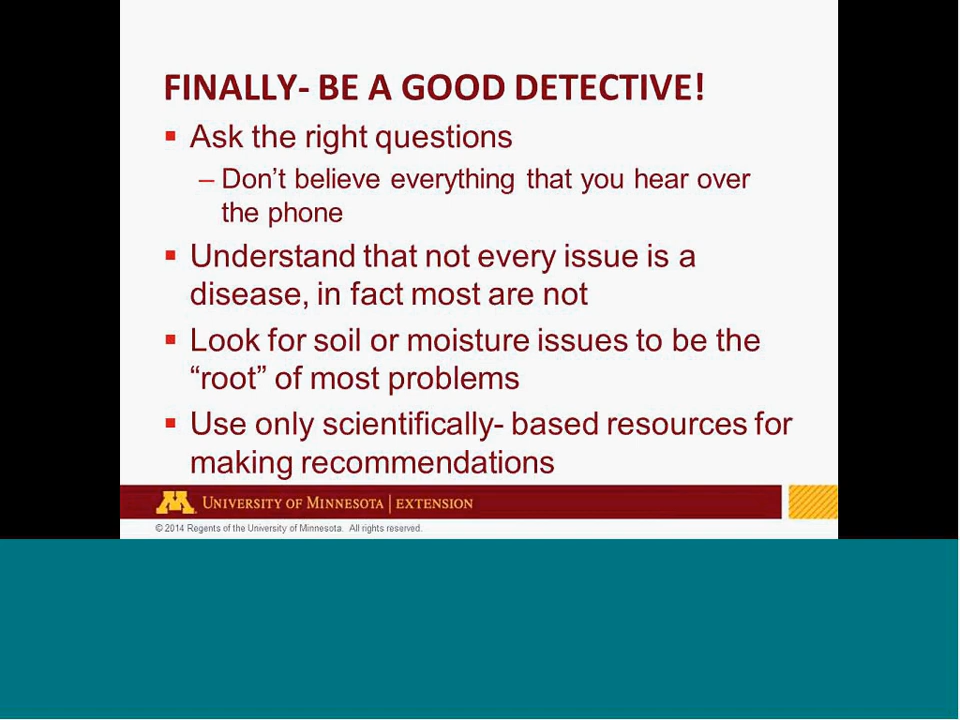 FINALLY- BE A GOOD DETECTIVE!
▪ Ask the right questions
– Don’t believe everything that you hear over
the phone
▪ Understand that not every issue is a
disease, in fact most are not
▪ Look for soil or moisture issues to be the
“root” of most problems
▪ Use only scientifically- based resources for
making recommendations
M UNIVERSITY OF MINNESOTA | EXTENSION
© 2014 Regents of the University of Minnesota. All rights reserved.